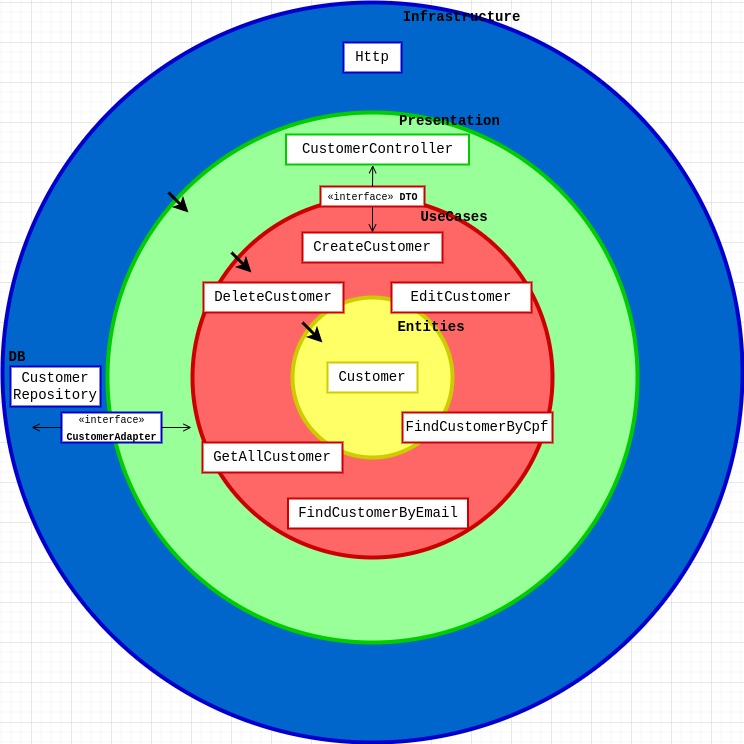 Infrastructure
Http
Presentation
CustomerController
«interface» DTO
UseCases
CreateCustomer
DeleteCustomer
EditCustomer
Entities
DB
Customer
Repository
Customer
«interface»
CustomerAdapter
FindCustomerByCpf
GetAllCustomer
FindCustomerByEmail